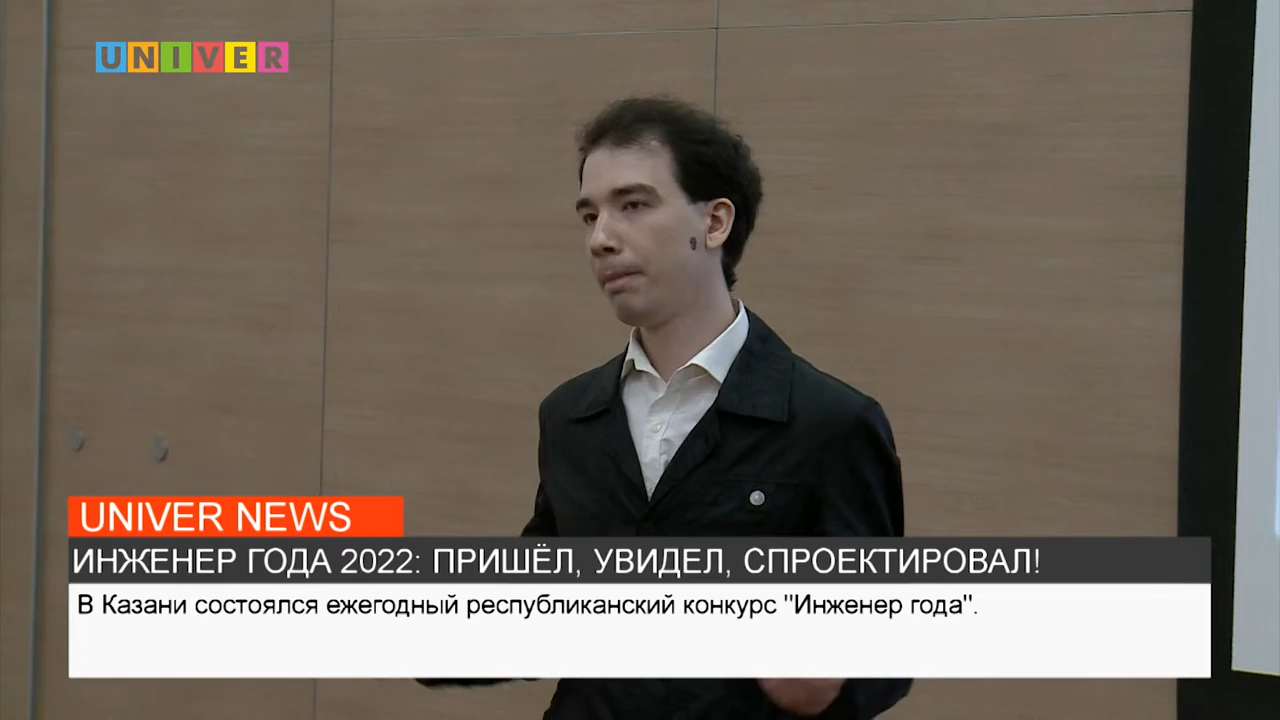 UNIVER
UNIVER NEWS
ИНЖЕНЕР ГОДА 2022: ПРИШЁЛ, УВИДЕЛ, СПРОЕКТИРОВАЛ!
В Казани состоялся ежегодный республиканский конкурс "Инженер года".